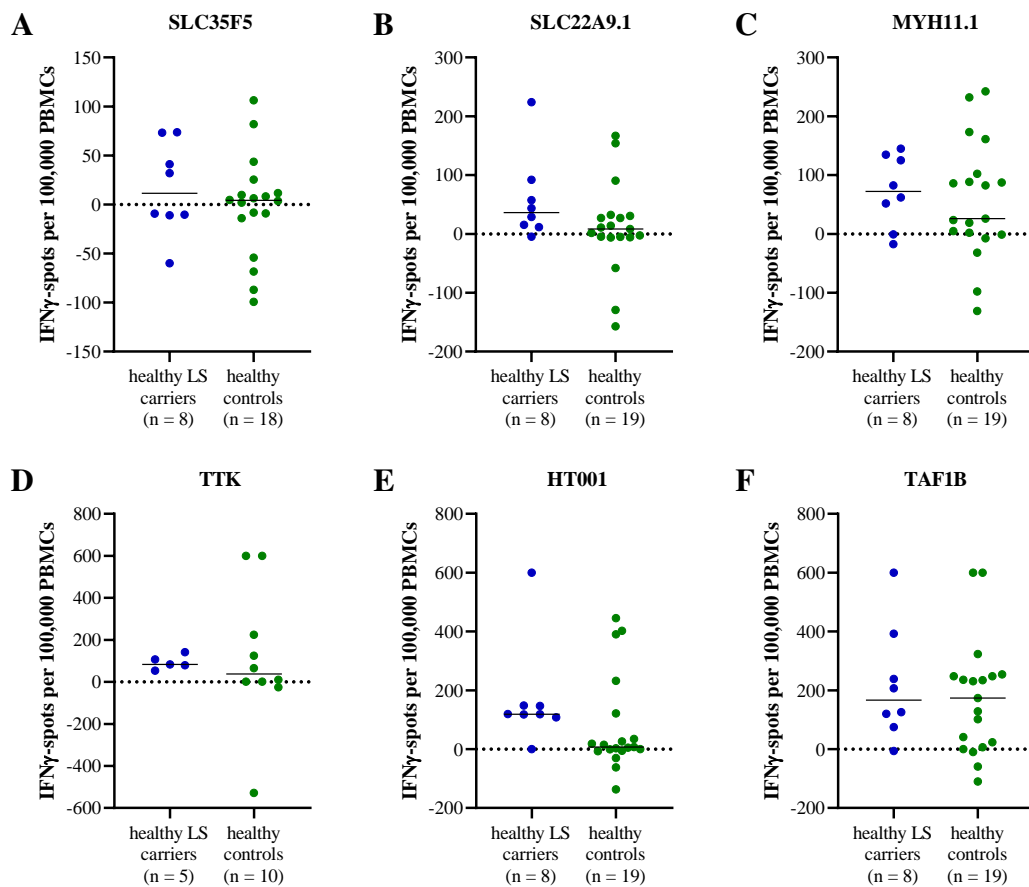 A
SLC35F5
IFNγ-spots per 100,000 PBMCs
150
100
50
0
-50
-100
-150
healthy LS carriers (n = 8)
healthy controls (n = 18)
B
SLC22A9.1
IFNγ-spots per 100,000 PBMCs
300
200
100
0
-100
-200
healthy LS carriers (n = 8)
healthy controls (n = 19)
C
MYH11.1
IFNγ-spots per 100,000 PBMCs
300
200
100
0
-100
-200
healthy LS carriers (n = 8)
healthy controls (n = 19)
D
TTK
IFNγ-spots per 100,000 PBMCs
800
600
400
200
0
-200
-400
-600
healthy LS carriers (n = 5)
healthy controls (n = 10)
E
HT001
IFNγ-spots per 100,000 PBMCs
800
600
400
200
0
-200
healthy LS carriers (n = 8)
healthy controls (n = 19)
F
TAF1B
IFNγ-spots per 100,000 PBMCs
800
600
400
200
0
-200
healthy LS carriers (n = 8)
healthy controls (n = 19)